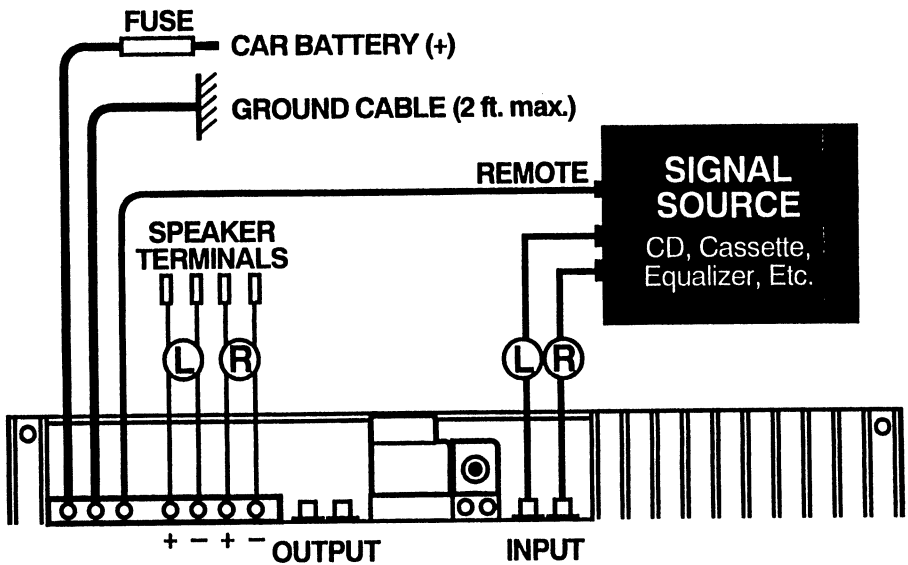 FUSE
CAR BATTERY (+)
GROUND CABLE (2 ft. max.)
REMOTE
SIGNAL
SOURCE
CD, Cassette,
Equalizer, Etc.
SPEAKER
TERMINALS
L R
L R
+ − + −
OUTPUT
INPUT